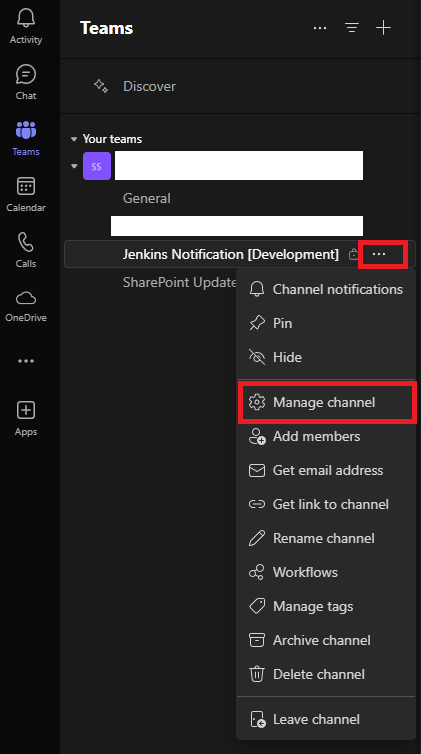 Teams
Activity
Chat
Teams
Calendar
Calls
OneDrive
Apps
Discover
Your teams
SS
General
Jenkins Notification [Development]
SharePoint Update
Channel notifications
Pin
Hide
Manage channel
Add members
Get email address
Get link to channel
Rename channel
Workflows
Manage tags
Archive channel
Delete channel
Leave channel